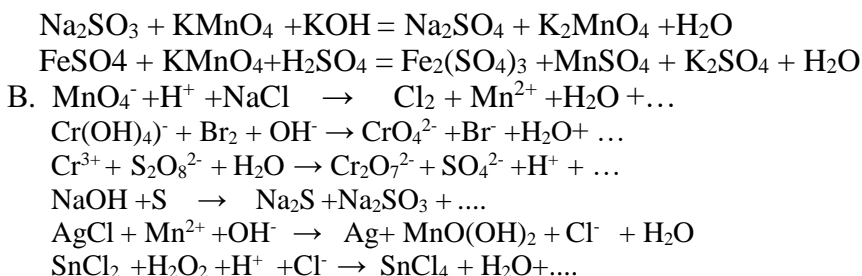 Na₂SO₃ + KMnO₄ +KOH = Na₂SO₄ + K₂MnO₄ +H₂O
FeSO4 + KMnO₄+H₂SO₄ = Fe₂(SO₄)₃ +MnSO₄ + K₂SO₄ + H₂O
B. MnO₄⁻ +H⁺ +NaCl → Cl₂ + Mn²⁺ +H₂O +…
Cr(OH)₄)⁻ + Br₂ + OH⁻ → CrO₄²⁻ +Br⁻ +H₂O+ …
Cr³⁺ + S₂O₈²⁻ + H₂O → Cr₂O₇²⁻ + SO₄²⁻ +H⁺ + …
NaOH +S → Na₂S +Na₂SO₃ + ....
AgCl + Mn²⁺ +OH⁻ → Ag+ MnO(OH)₂ + Cl⁻ + H₂O
SnCl₂ +H₂O₂ +H⁺ +Cl⁻ → SnCl₄ + H₂O+....